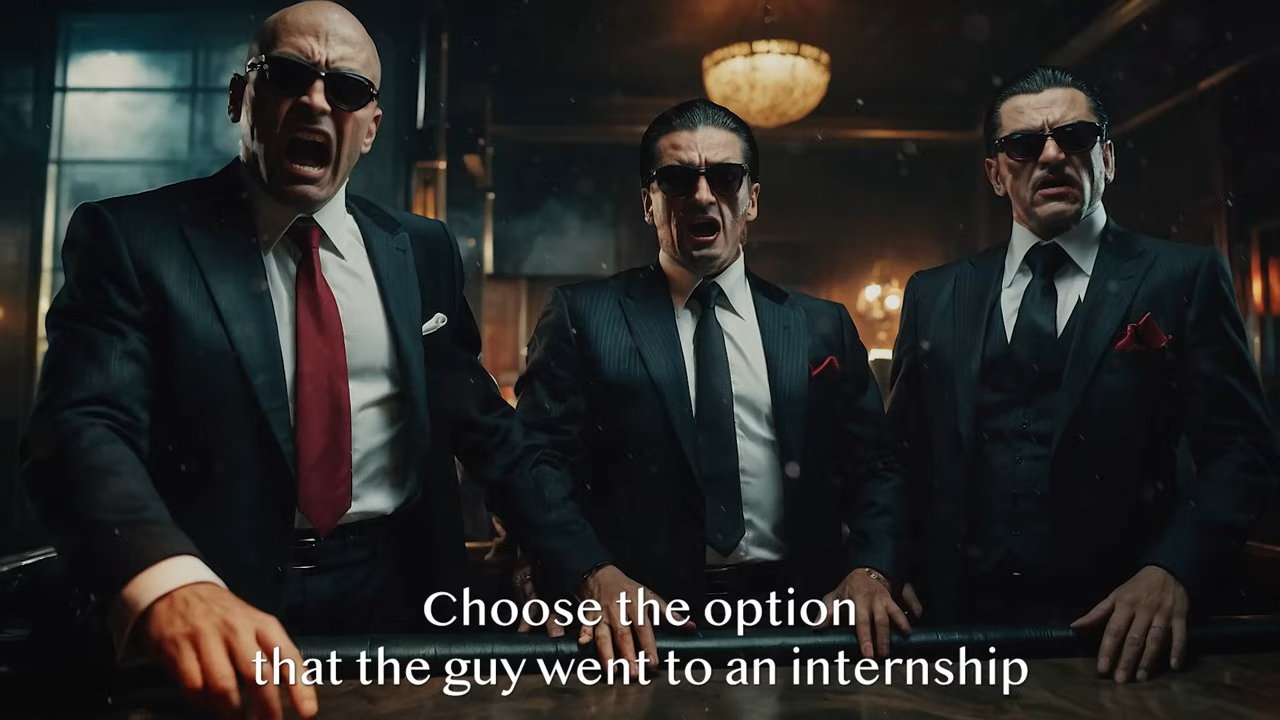 Choose the option
that the guy went to an internship